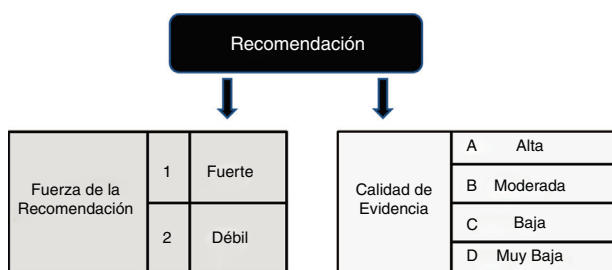 Recomendación
Fuerza de la
Recomendación
1 Fuerte
2 Débil
Calidad de
Evidencia
A Alta
B Moderada
C Baja
D Muy Baja